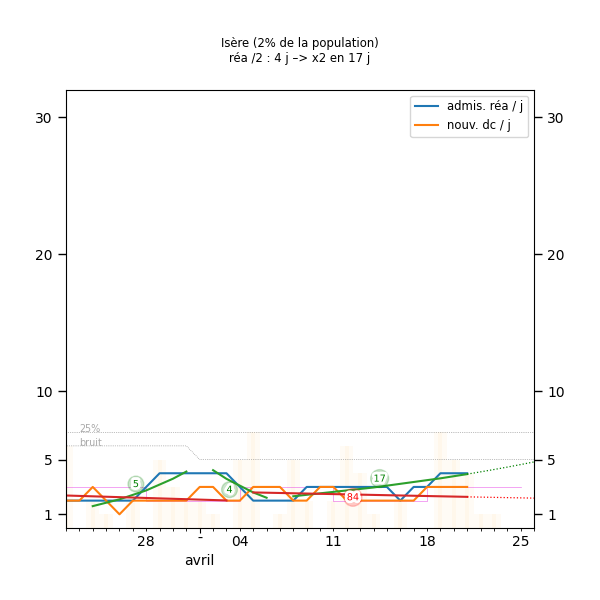 Isère (2% de la population)
réa /2 : 4 j –> x2 en 17 j
admis. réa / j
nouv. dc / j
30 30
20 20
10 10
25%
bruit
5 5
5 4 17 84
1 1
28 - 04 11 18 25
avril